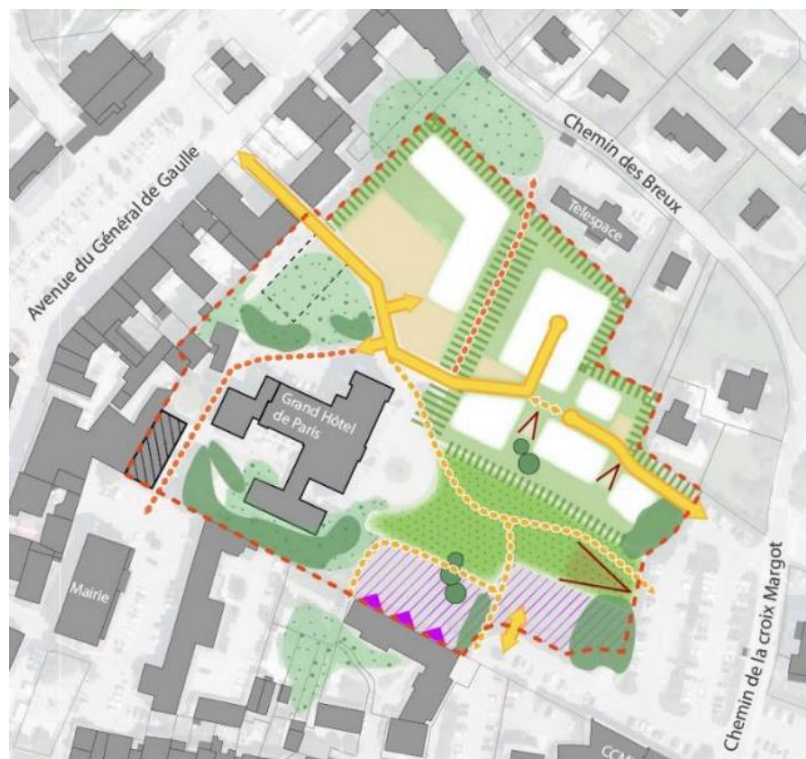 Chemin des Breux
Avenue du Général de Gaulle
Telespace
Grand Hôtel
de Paris
Mairie
Chemin de la croix Margot